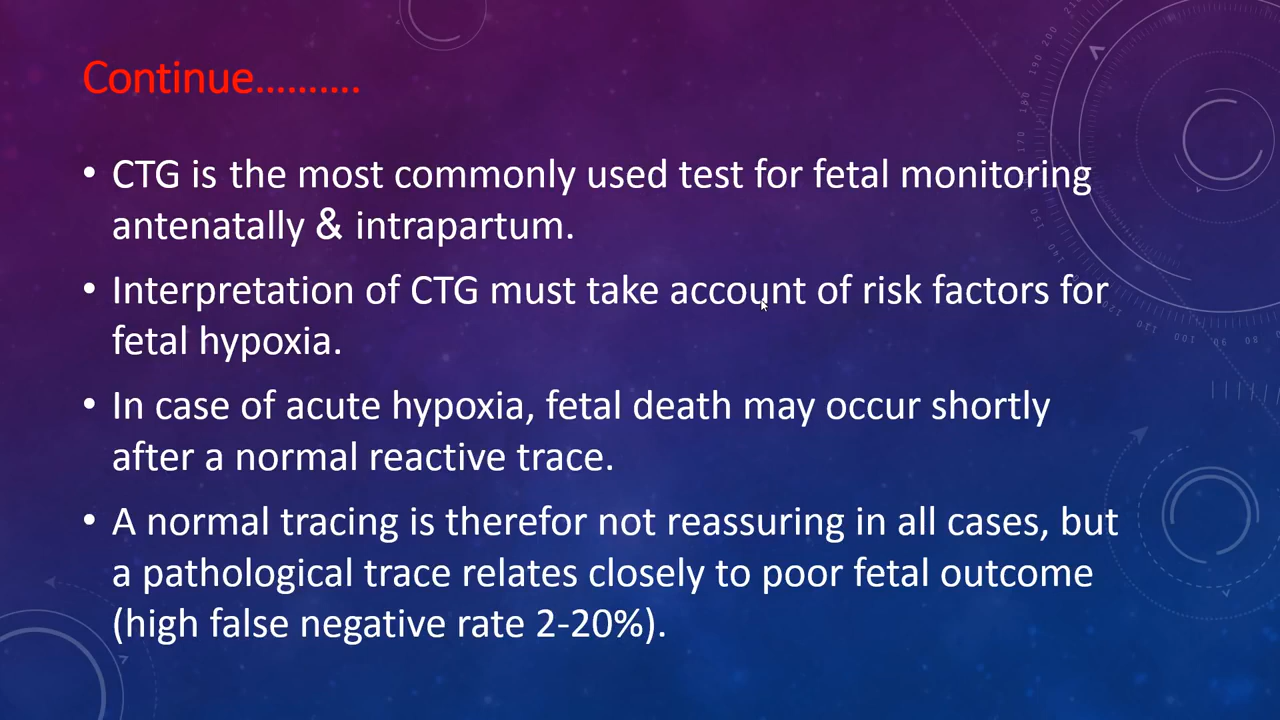 Continue..........
• CTG is the most commonly used test for fetal monitoring
antenatally & intrapartum.
• Interpretation of CTG must take account of risk factors for
fetal hypoxia.
• In case of acute hypoxia, fetal death may occur shortly
after a normal reactive trace.
• A normal tracing is therefor not reassuring in all cases, but
a pathological trace relates closely to poor fetal outcome
(high false negative rate 2-20%).